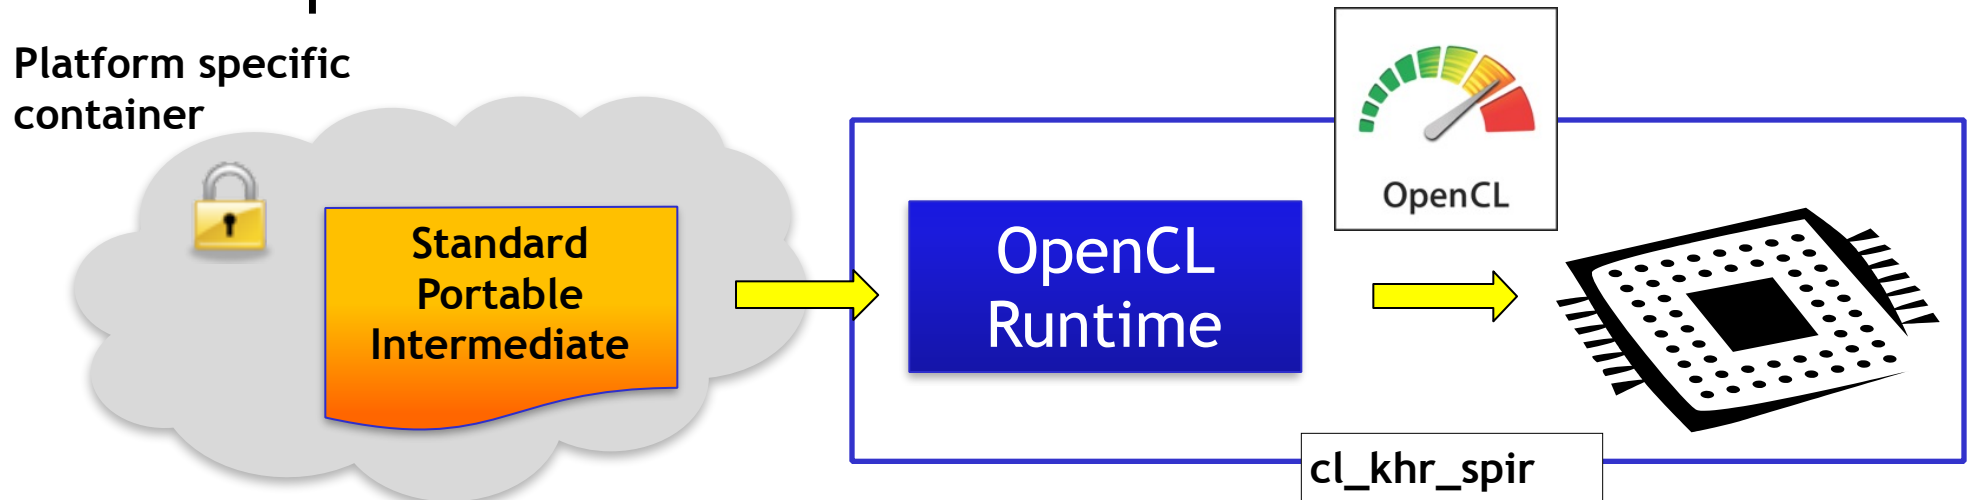 Platform specific
container
Standard
Portable
Intermediate
OpenCL
Runtime
OpenCL
cl_khr_spir